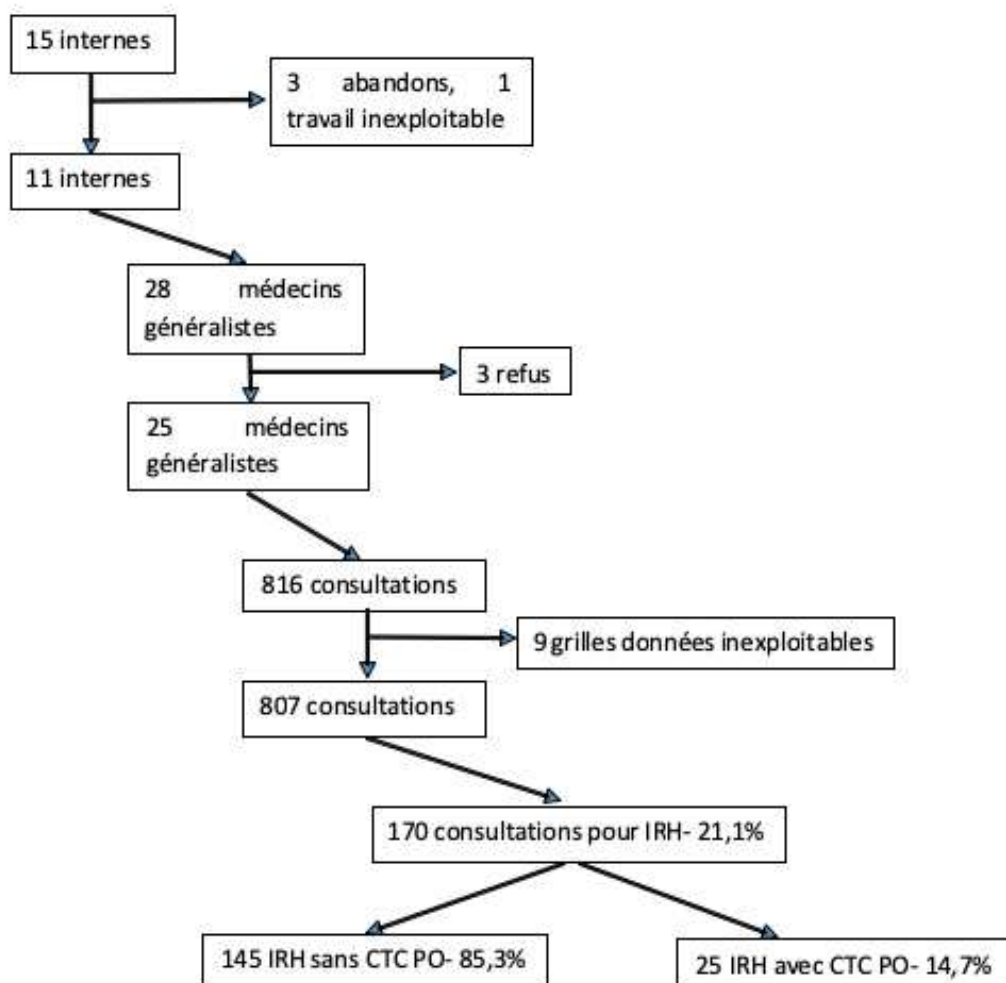 15 internes
3 abandons, 1
travail inexploitable
11 internes
28 médecins
généralistes
3 refus
25 médecins
généralistes
816 consultations
9 grilles données inexploitables
807 consultations
170 consultations pour IRH- 21,1%
145 IRH sans CTC PO- 85,3%
25 IRH avec CTC PO- 14,7%